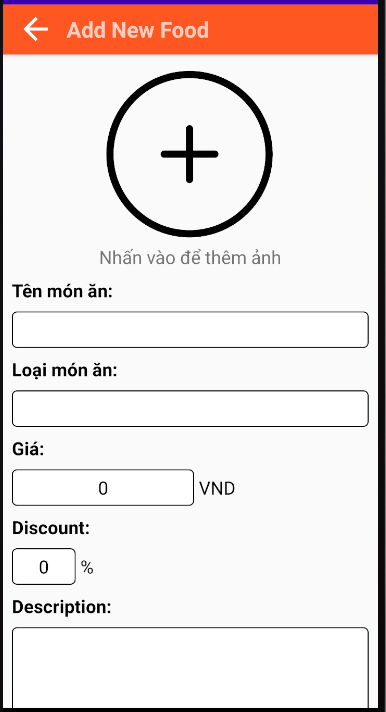 Add New Food
Nhấn vào để thêm ảnh
Tên món ăn:
Loại món ăn:
Giá:
0 VND
Discount:
0 %
Description: